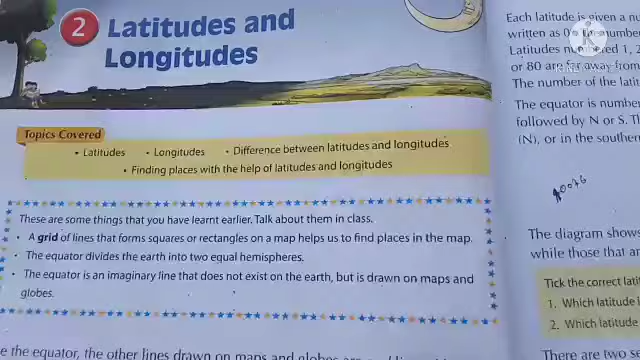 2
Latitudes and
Longitudes
Topics Covered
• Latitudes • Longitudes • Difference between latitudes and longitudes
• Finding places with the help of latitudes and longitudes
These are some things that you have learnt earlier. Talk about them in class.
• A grid of lines that forms squares or rectangles on a map helps us to find places in the map.
• The equator divides the earth into two equal hemispheres.
• The equator is an imaginary line that does not exist on the earth, but is drawn on maps and
globes.
the equator, the other lines drawn on maps and globes are
Each latitude is given a
written as 0
Latitudes numbered 1, 2
or 80 are far away from
The number of the
The equator is
followed by N or S.
(N), or in the southern
The diagram shows
while those that
Tick the correct
1. Which latitude
2. Which latitude
There are two